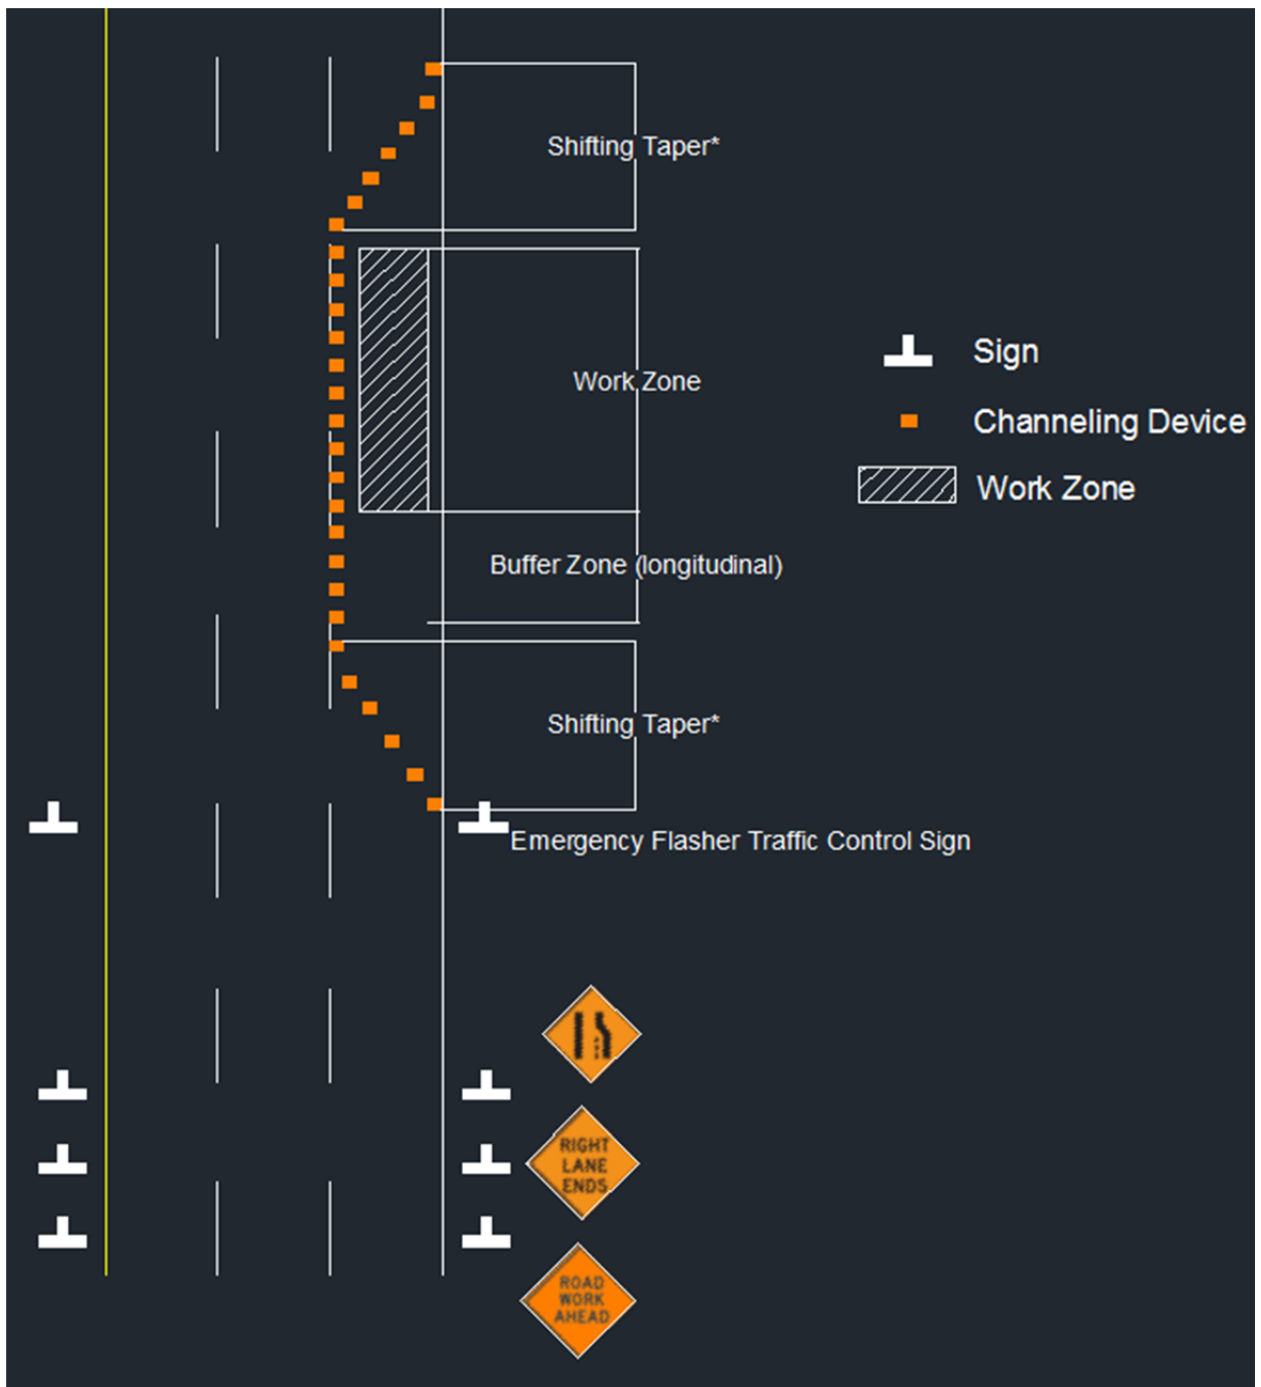 Shifting Taper*
Work Zone
Sign
Channeling Device
Work Zone
Buffer Zone (longitudinal)
Shifting Taper*
Emergency Flasher Traffic Control Sign
RIGHT
LANE
ENDS
ROAD
WORK
AHEAD